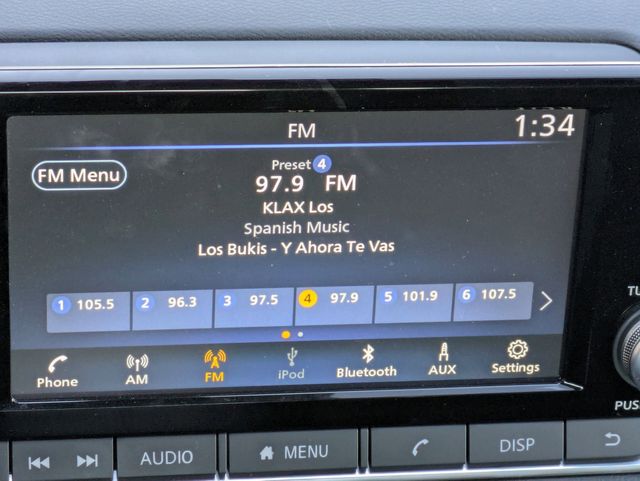 FM 1:34
FM Menu
Preset 4
97.9 FM
KLAX Los
Spanish Music
Los Bukis - Y Ahora Te Vas
1 105.5 2 96.3 3 97.5 4 97.9 5 101.9 6 107.5
Phone AM FM iPod Bluetooth AUX Settings
AUDIO MENU DISP